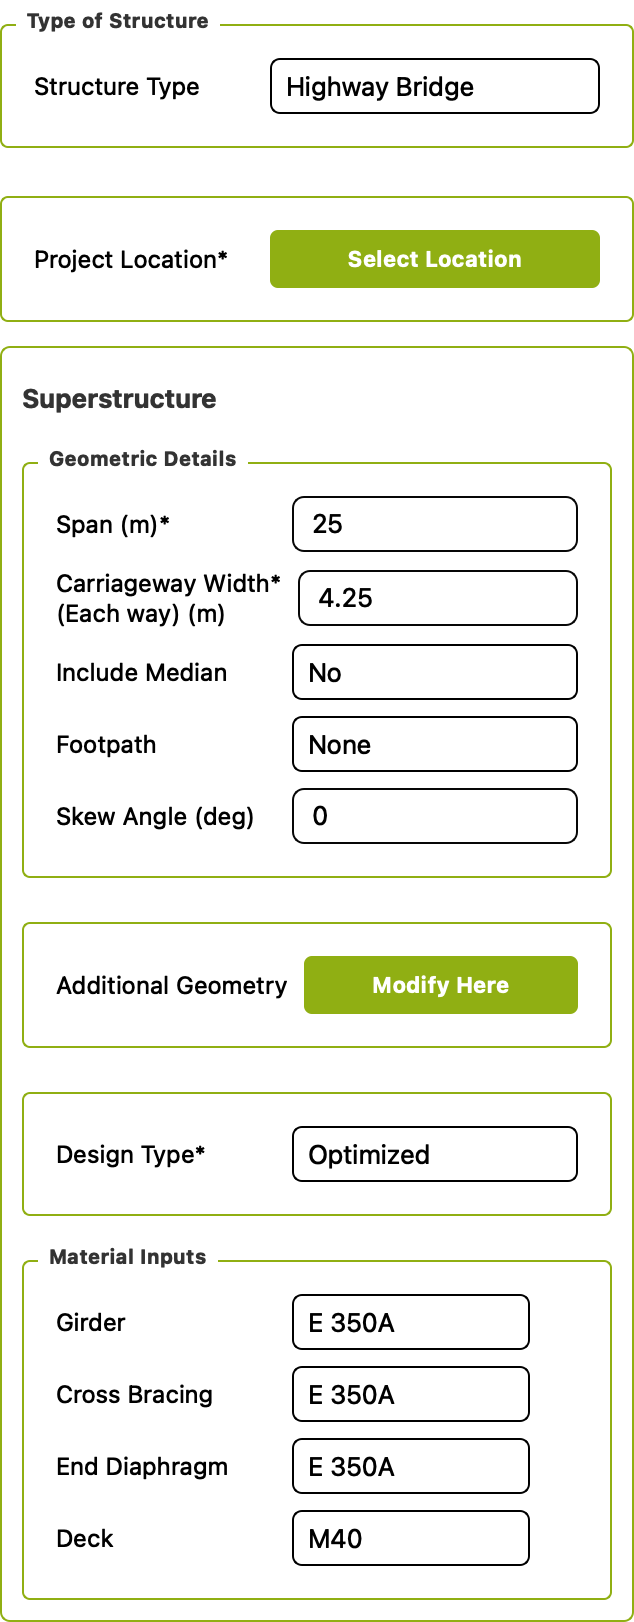 Type of Structure
Structure Type Highway Bridge
Project Location* Select Location
Superstructure
Geometric Details
Span (m)* 25
Carriageway Width*
(Each way) (m) 4.25
Include Median No
Footpath None
Skew Angle (deg) 0
Additional Geometry Modify Here
Design Type* Optimized
Material Inputs
Girder E 350A
Cross Bracing E 350A
End Diaphragm E 350A
Deck M40